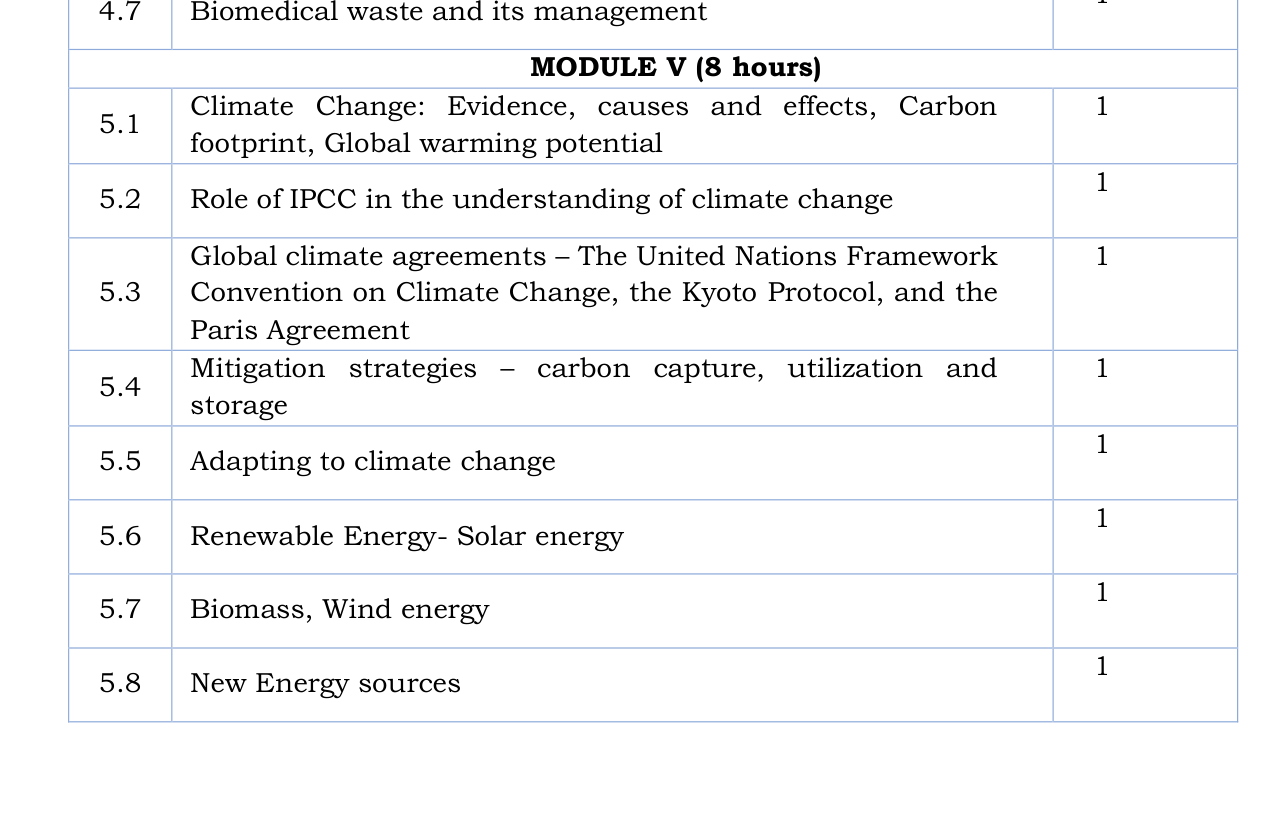 4.7 Biomedical waste and its management 1
MODULE V (8 hours)
5.1 Climate Change: Evidence, causes and effects, Carbon 1
footprint, Global warming potential
5.2 Role of IPCC in the understanding of climate change 1
5.3 Global climate agreements – The United Nations Framework 1
Convention on Climate Change, the Kyoto Protocol, and the
Paris Agreement
5.4 Mitigation strategies – carbon capture, utilization and 1
storage
5.5 Adapting to climate change 1
5.6 Renewable Energy- Solar energy 1
5.7 Biomass, Wind energy 1
5.8 New Energy sources 1